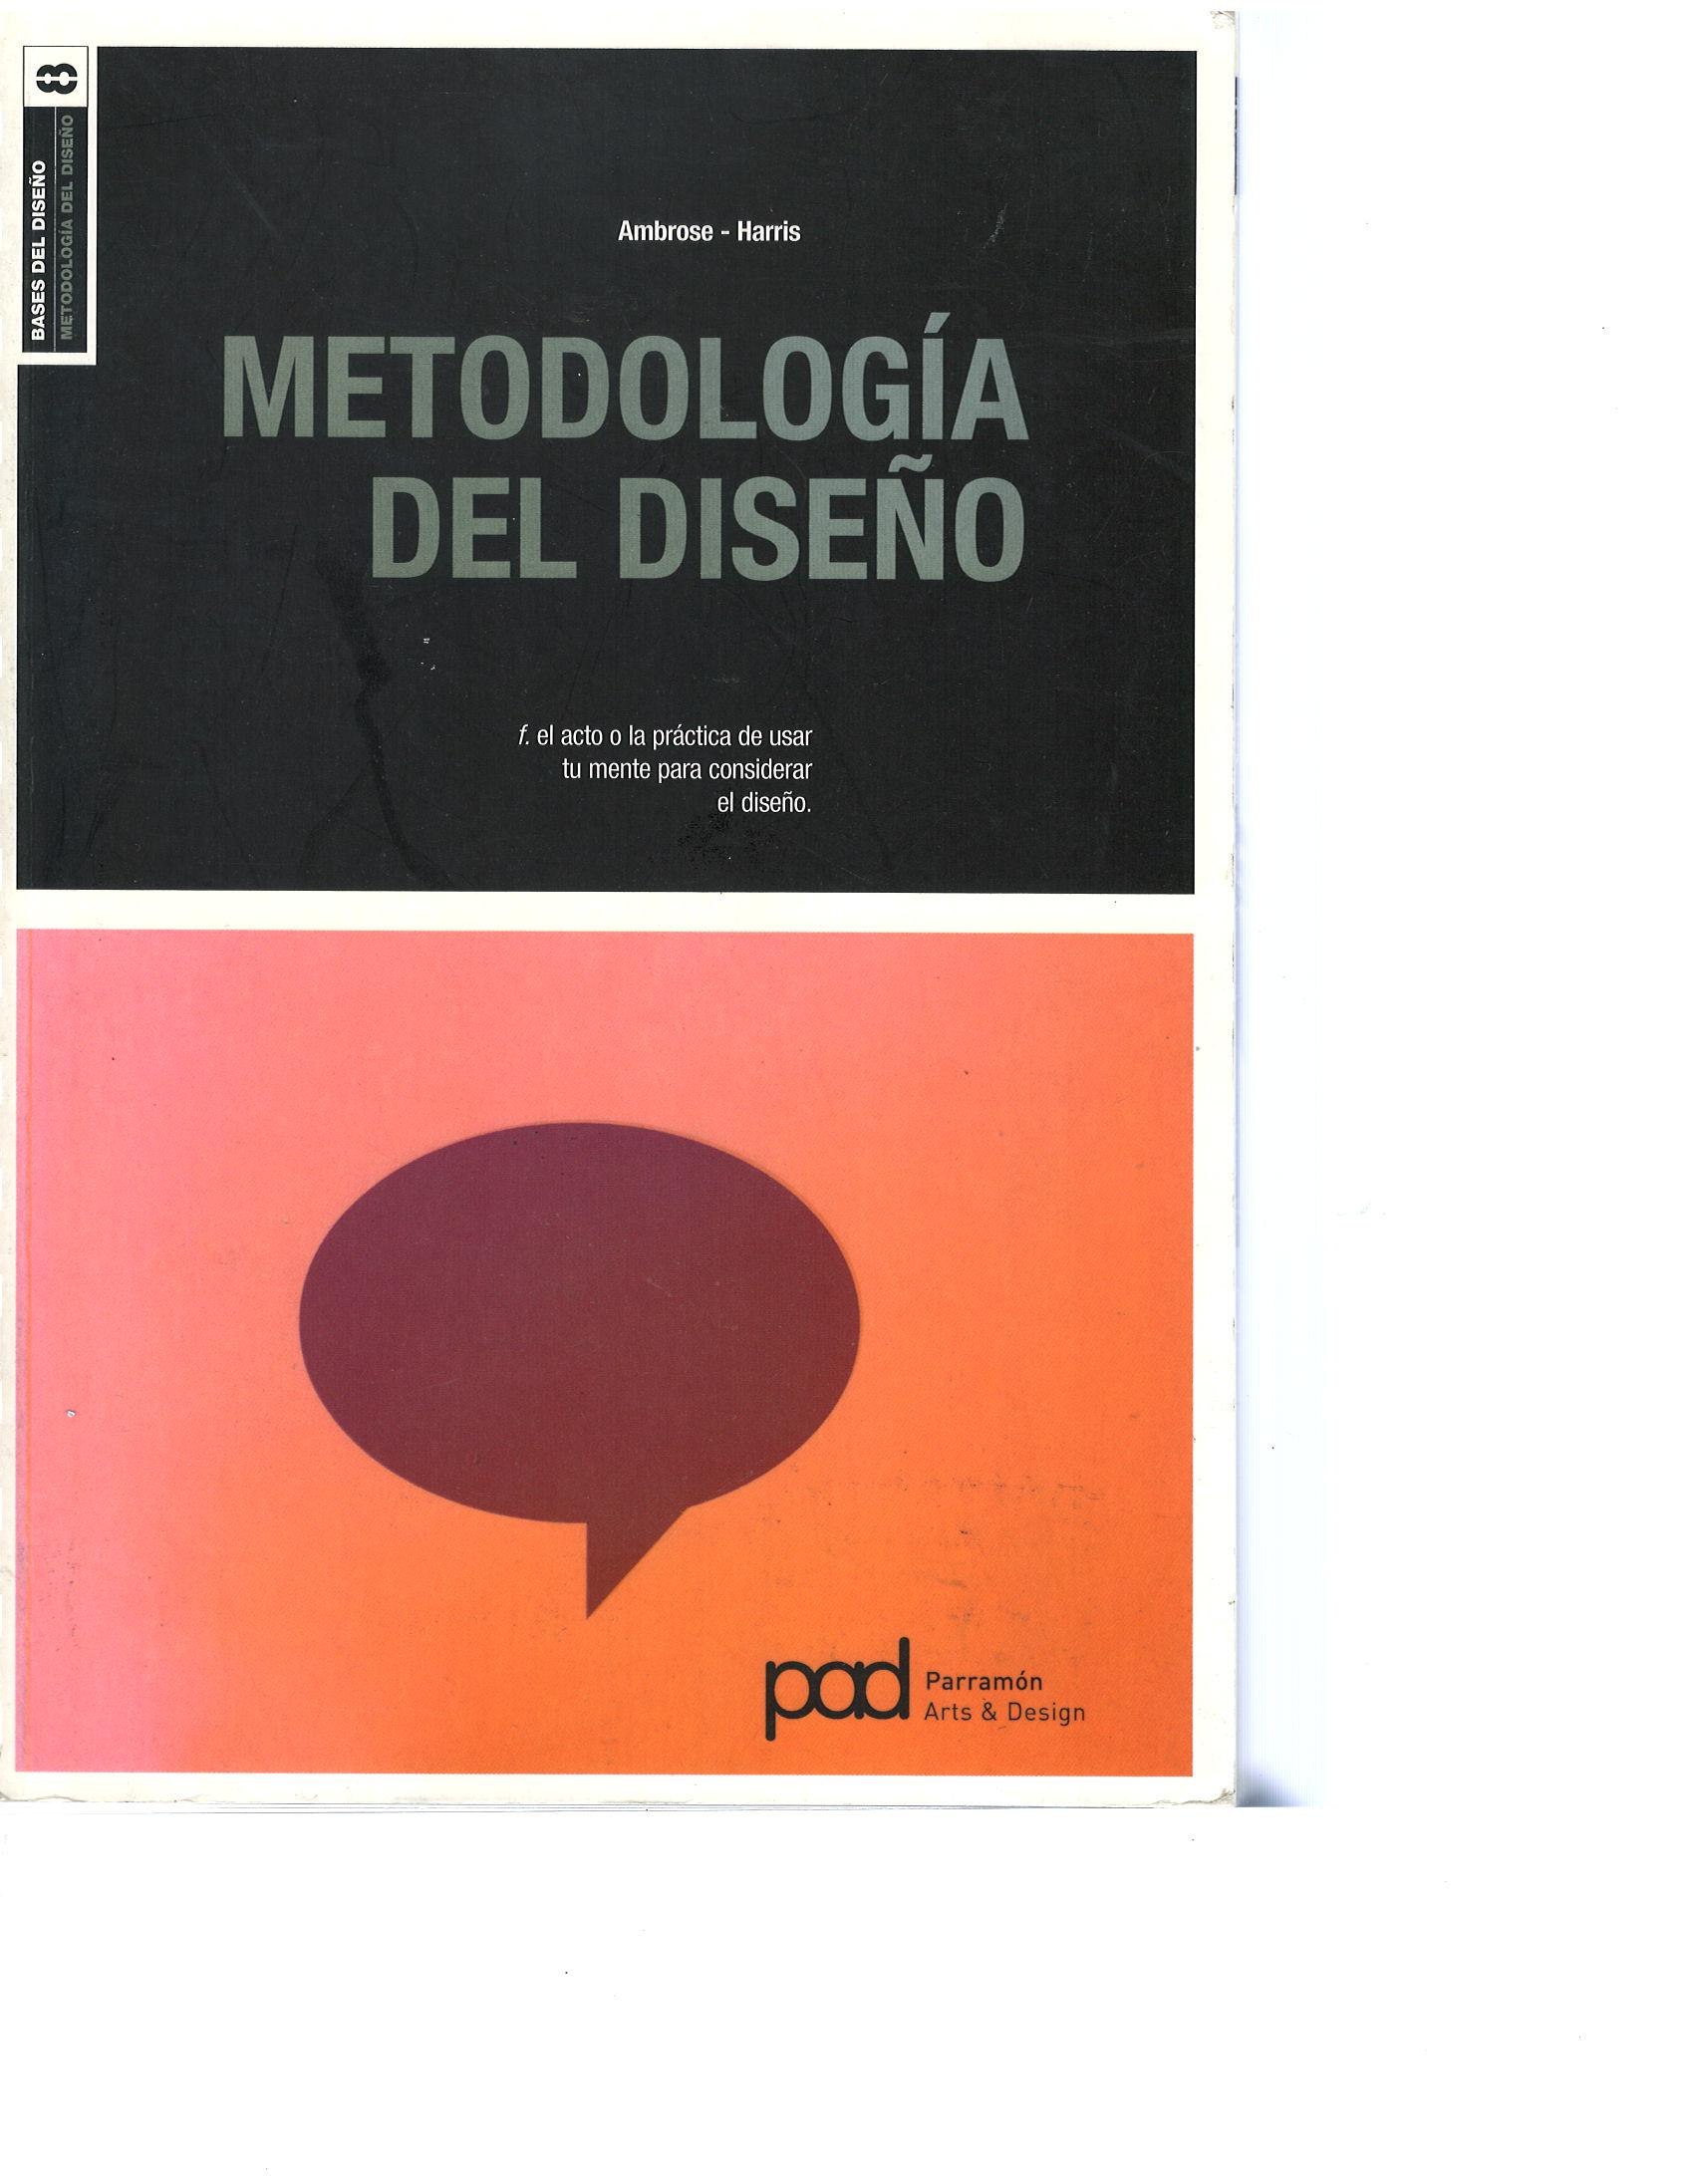 8
BASES DEL DISEÑO
METODOLOGÍA DEL DISEÑO
Ambrose - Harris
METODOLOGÍA
DEL DISEÑO
f. el acto o la práctica de usar
tu mente para considerar
el diseño.
pad
Parramón
Arts & Design